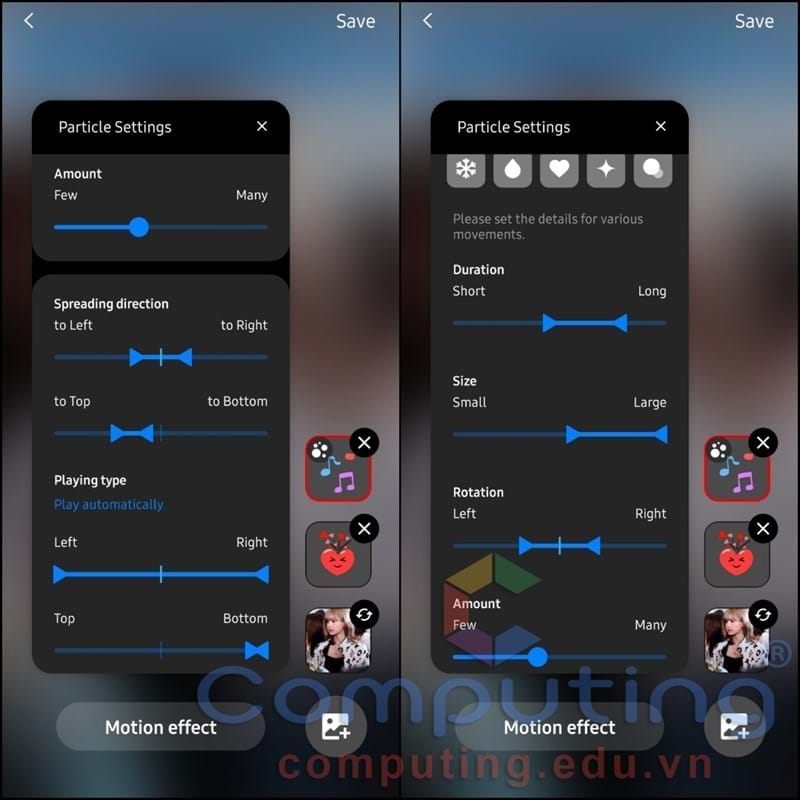 Save
Particle Settings
Amount
Few Many
Spreading direction
to Left to Right
to Top to Bottom
Playing type
Play automatically
Left Right
Top Bottom
Motion effect
Save
Particle Settings
Please set the details for various
movements.
Duration
Short Long
Size
Small Large
Rotation
Left Right
Amount
Few Many
Motion effect
Computing®
computing.edu.vn